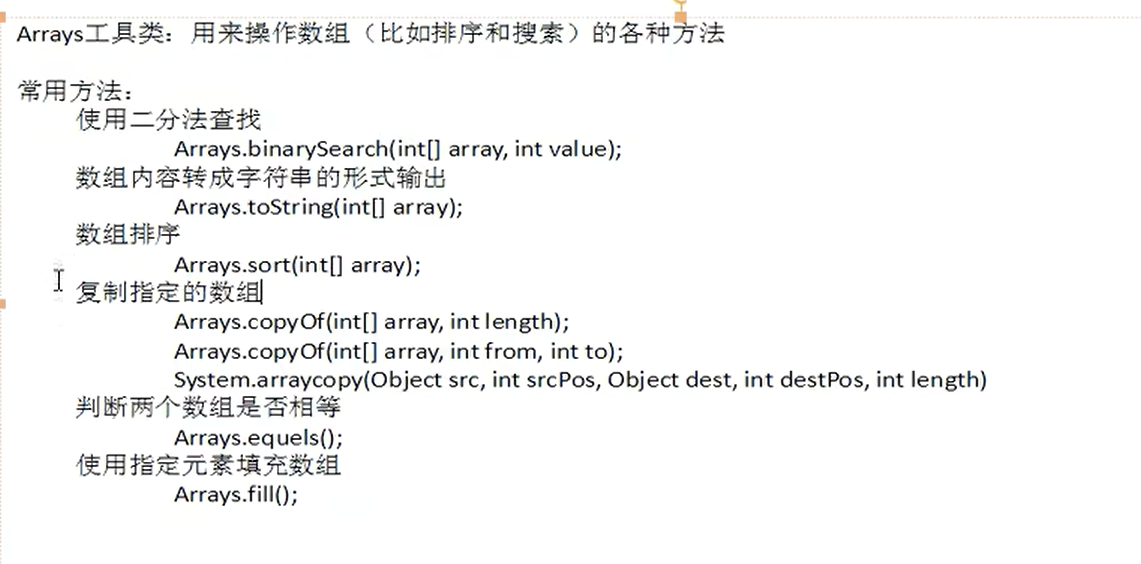 Arrays工具类：用来操作数组（比如排序和搜索）的各种方法
常用方法：
使用二分法查找
Arrays.binarySearch(int[] array, int value);
数组内容转成字符串的形式输出
Arrays.toString(int[] array);
数组排序
Arrays.sort(int[] array);
复制指定的数组
Arrays.copyOf(int[] array, int length);
Arrays.copyOf(int[] array, int from, int to);
System.arraycopy(Object src, int srcPos, Object dest, int destPos, int length)
判断两个数组是否相等
Arrays.equels();
使用指定元素填充数组
Arrays.fill();